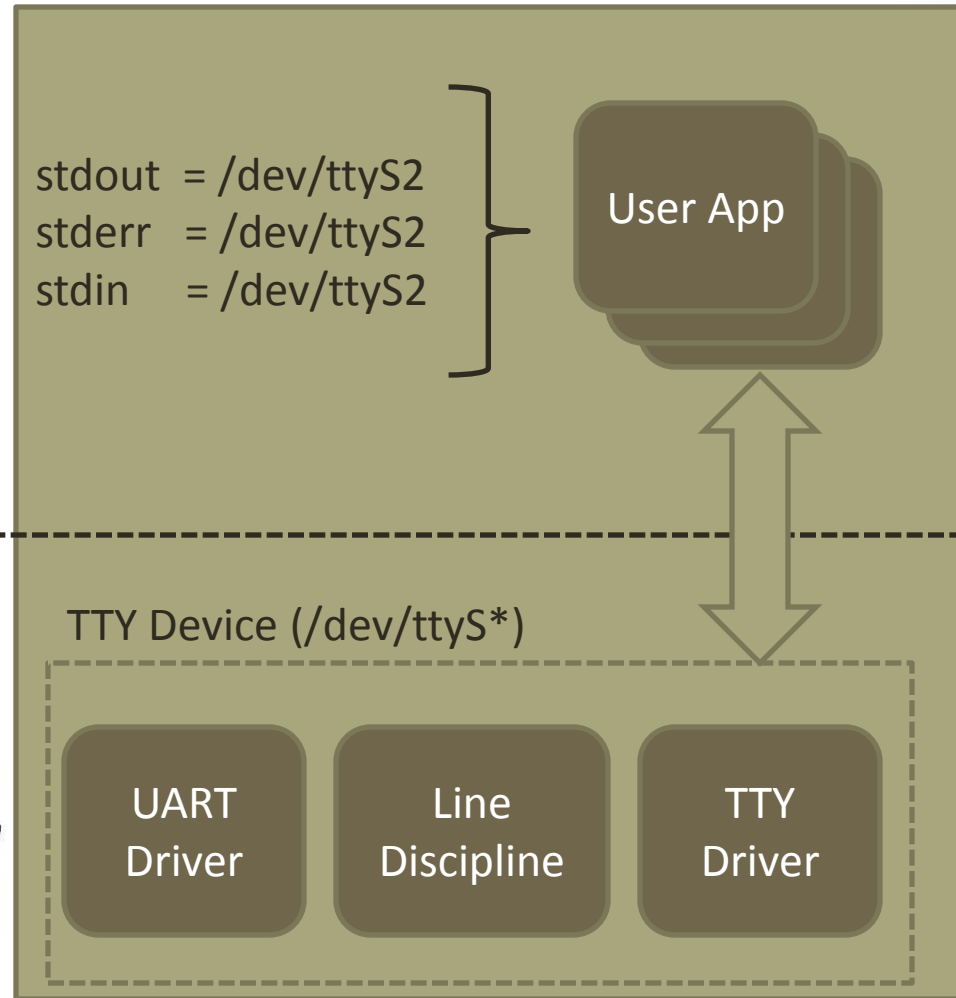 stdout = /dev/ttyS2
stderr = /dev/ttyS2
stdin = /dev/ttyS2
User App
TTY Device (/dev/ttyS*)
UART
Driver
Line
Discipline
TTY
Driver